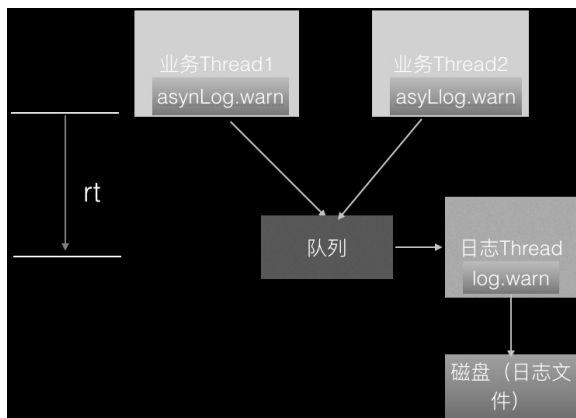 业务Thread1
asynLog.warn
业务Thread2
asyLlog.warn
rt
队列
日志Thread
log.warn
磁盘（日志文
件）